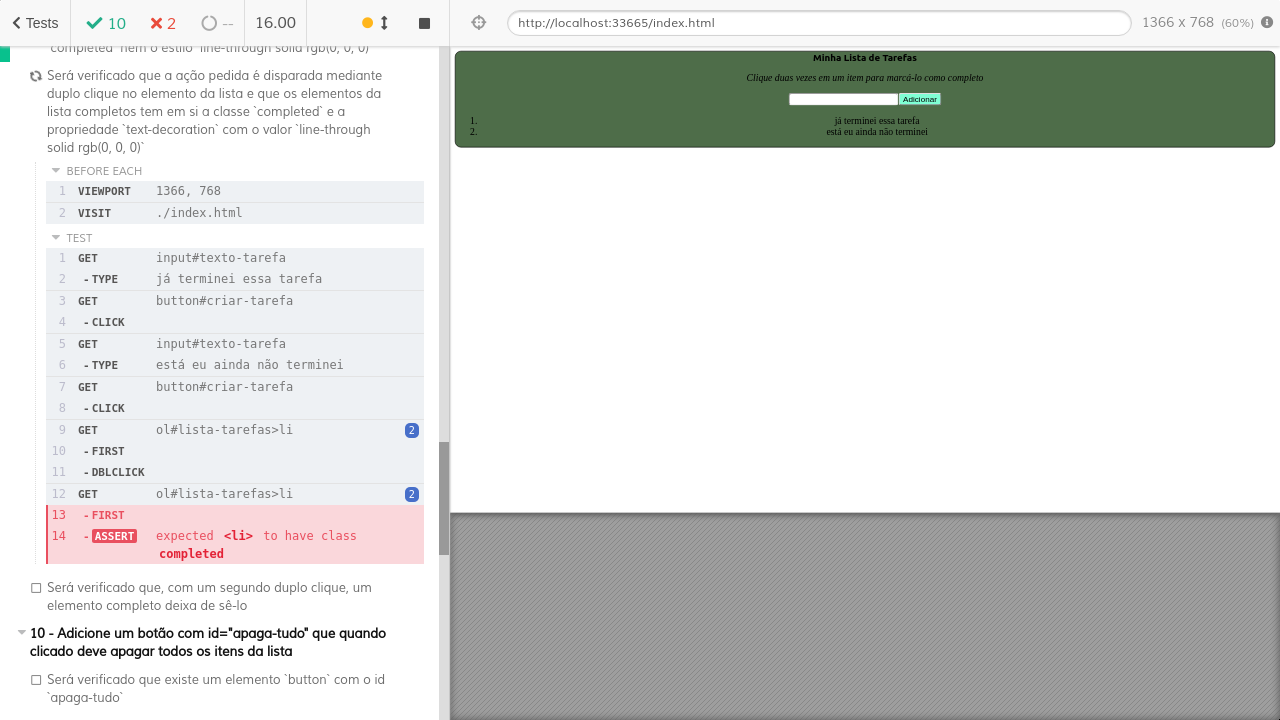 Tests
10
2
--
16.00
`completed` nem o estilo `line-through solid rgb(0, 0, 0)`
Será verificado que a ação pedida é disparada mediante
duplo clique no elemento da lista e que os elementos da
lista completos tem em si a classe `completed` e a
propriedade `text-decoration` com o valor `line-through
solid rgb(0, 0, 0)`
BEFORE EACH
1 VIEWPORT 1366, 768
2 VISIT ./index.html
TEST
1 GET input#texto-tarefa
2 -TYPE já terminei essa tarefa
3 GET button#criar-tarefa
4 -CLICK
5 GET input#texto-tarefa
6 -TYPE está eu ainda não terminei
7 GET button#criar-tarefa
8 -CLICK
9 GET ol#lista-tarefas>li 2
10 -FIRST
11 -DBLCLICK
12 GET ol#lista-tarefas>li 2
13 -FIRST
14 -ASSERT expected <li> to have class
completed
Será verificado que, com um segundo duplo clique, um
elemento completo deixa de sê-lo
10 - Adicione um botão com id="apaga-tudo" que quando
clicado deve apagar todos os itens da lista
Será verificado que existe um elemento `button` com o id
`apaga-tudo`
http://localhost:33665/index.html
1366 x 768 (60%)
Minha Lista de Tarefas
Clique duas vezes em um item para marcá-lo como completo
Adicionar
1. já terminei essa tarefa
2. está eu ainda não terminei